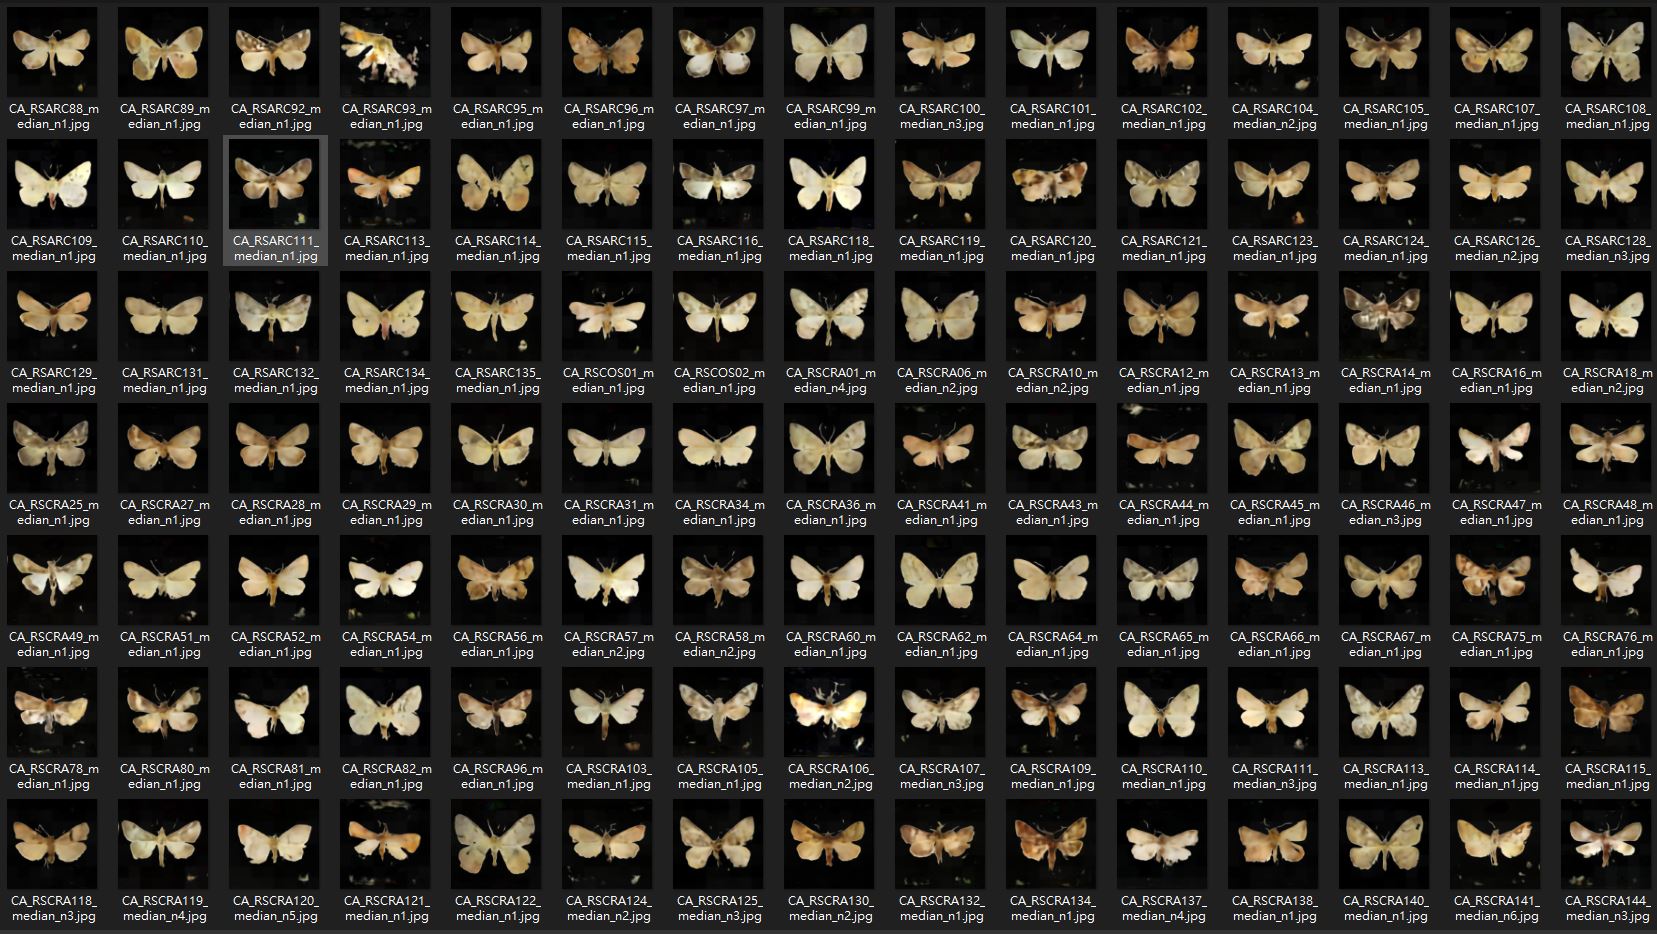 CA_RSARC88_m
edian_n1.jpg
CA_RSARC89_m
edian_n1.jpg
CA_RSARC92_m
edian_n1.jpg
CA_RSARC93_m
edian_n1.jpg
CA_RSARC95_m
edian_n1.jpg
CA_RSARC96_m
edian_n1.jpg
CA_RSARC97_m
edian_n1.jpg
CA_RSARC99_m
edian_n1.jpg
CA_RSARC100_
median_n3.jpg
CA_RSARC101_
median_n1.jpg
CA_RSARC102_
median_n1.jpg
CA_RSARC104_
median_n2.jpg
CA_RSARC105_
median_n1.jpg
CA_RSARC107_
median_n1.jpg
CA_RSARC108_
median_n1.jpg
CA_RSARC109_
median_n1.jpg
CA_RSARC110_
median_n1.jpg
CA_RSARC111_
median_n1.jpg
CA_RSARC113_
median_n1.jpg
CA_RSARC114_
median_n1.jpg
CA_RSARC115_
median_n1.jpg
CA_RSARC116_
median_n1.jpg
CA_RSARC118_
median_n1.jpg
CA_RSARC119_
median_n1.jpg
CA_RSARC120_
median_n1.jpg
CA_RSARC121_
median_n1.jpg
CA_RSARC123_
median_n1.jpg
CA_RSARC124_
median_n1.jpg
CA_RSARC126_
median_n2.jpg
CA_RSARC128_
median_n3.jpg
CA_RSARC129_
median_n1.jpg
CA_RSARC131_
median_n1.jpg
CA_RSARC132_
median_n1.jpg
CA_RSARC134_
median_n1.jpg
CA_RSARC135_
median_n1.jpg
CA_RSCOS01_m
edian_n1.jpg
CA_RSCOS02_m
edian_n1.jpg
CA_RSCRA01_m
edian_n4.jpg
CA_RSCRA06_m
edian_n2.jpg
CA_RSCRA10_m
edian_n2.jpg
CA_RSCRA12_m
edian_n1.jpg
CA_RSCRA13_m
edian_n1.jpg
CA_RSCRA14_m
edian_n1.jpg
CA_RSCRA16_m
edian_n1.jpg
CA_RSCRA18_m
edian_n2.jpg
CA_RSCRA25_m
edian_n1.jpg
CA_RSCRA27_m
edian_n1.jpg
CA_RSCRA28_m
edian_n1.jpg
CA_RSCRA29_m
edian_n1.jpg
CA_RSCRA30_m
edian_n1.jpg
CA_RSCRA31_m
edian_n1.jpg
CA_RSCRA34_m
edian_n1.jpg
CA_RSCRA36_m
edian_n1.jpg
CA_RSCRA41_m
edian_n1.jpg
CA_RSCRA43_m
edian_n1.jpg
CA_RSCRA44_m
edian_n1.jpg
CA_RSCRA45_m
edian_n1.jpg
CA_RSCRA46_m
edian_n3.jpg
CA_RSCRA47_m
edian_n1.jpg
CA_RSCRA48_m
edian_n1.jpg
CA_RSCRA49_m
edian_n1.jpg
CA_RSCRA51_m
edian_n1.jpg
CA_RSCRA52_m
edian_n1.jpg
CA_RSCRA54_m
edian_n1.jpg
CA_RSCRA56_m
edian_n1.jpg
CA_RSCRA57_m
edian_n2.jpg
CA_RSCRA58_m
edian_n2.jpg
CA_RSCRA60_m
edian_n1.jpg
CA_RSCRA62_m
edian_n1.jpg
CA_RSCRA64_m
edian_n1.jpg
CA_RSCRA65_m
edian_n1.jpg
CA_RSCRA66_m
edian_n1.jpg
CA_RSCRA67_m
edian_n1.jpg
CA_RSCRA75_m
edian_n1.jpg
CA_RSCRA76_m
edian_n1.jpg
CA_RSCRA78_m
edian_n1.jpg
CA_RSCRA80_m
edian_n1.jpg
CA_RSCRA81_m
edian_n1.jpg
CA_RSCRA82_m
edian_n1.jpg
CA_RSCRA96_m
edian_n1.jpg
CA_RSCRA103_
median_n1.jpg
CA_RSCRA105_
median_n1.jpg
CA_RSCRA106_
median_n2.jpg
CA_RSCRA107_
median_n3.jpg
CA_RSCRA109_
median_n1.jpg
CA_RSCRA110_
median_n1.jpg
CA_RSCRA111_
median_n3.jpg
CA_RSCRA113_
median_n1.jpg
CA_RSCRA114_
median_n1.jpg
CA_RSCRA115_
median_n1.jpg
CA_RSCRA118_
median_n3.jpg
CA_RSCRA119_
median_n4.jpg
CA_RSCRA120_
median_n5.jpg
CA_RSCRA121_
median_n1.jpg
CA_RSCRA122_
median_n1.jpg
CA_RSCRA124_
median_n2.jpg
CA_RSCRA125_
median_n3.jpg
CA_RSCRA130_
median_n2.jpg
CA_RSCRA132_
median_n1.jpg
CA_RSCRA134_
median_n1.jpg
CA_RSCRA137_
median_n4.jpg
CA_RSCRA138_
median_n1.jpg
CA_RSCRA140_
median_n1.jpg
CA_RSCRA141_
median_n6.jpg
CA_RSCRA144_
median_n3.jpg